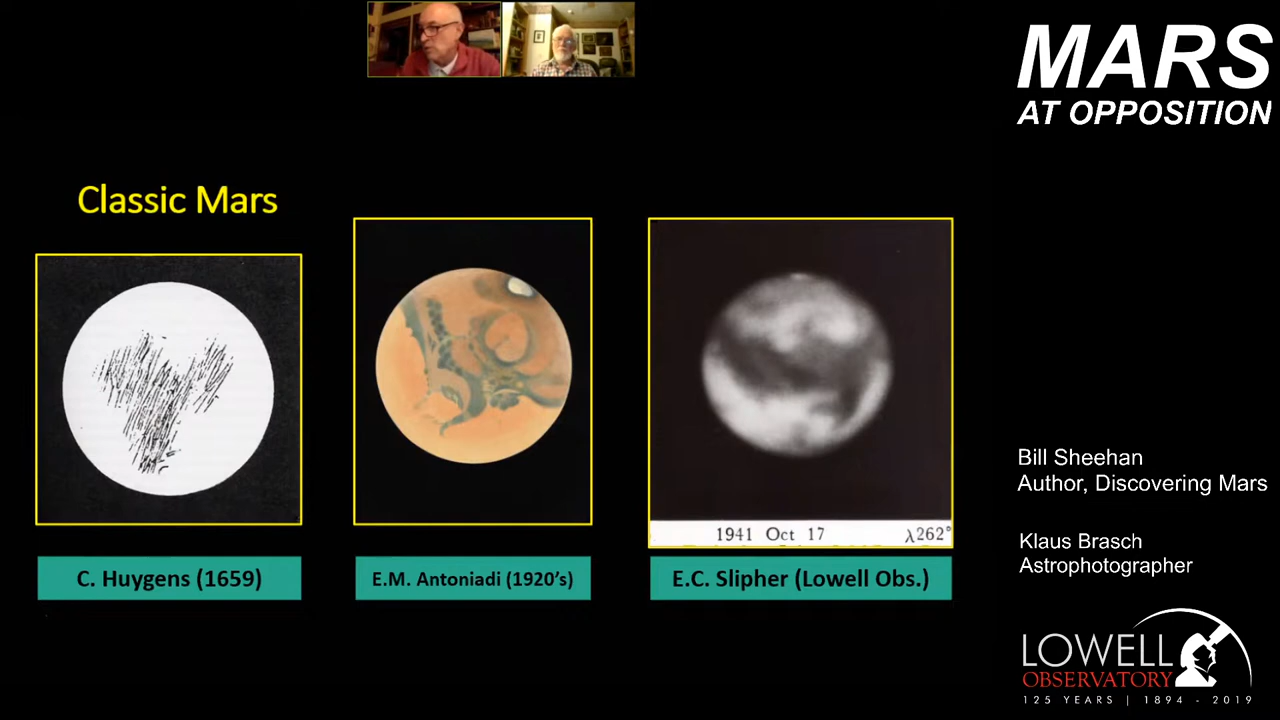 MARS
AT OPPOSITION
Classic Mars
1941 Oct 17 λ262°
C. Huygens (1659)
E.M. Antoniadi (1920's)
E.C. Slipher (Lowell Obs.)
Bill Sheehan
Author, Discovering Mars
Klaus Brasch
Astrophotographer
LOWELL
OBSERVATORY
125 YEARS | 1894 - 2019